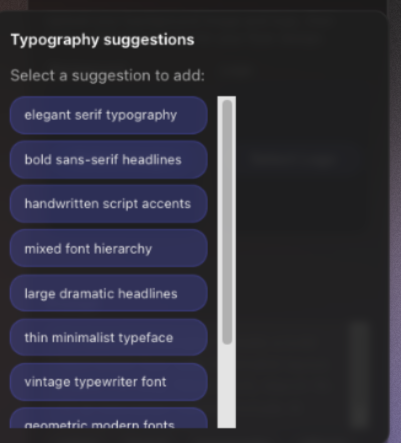 Typography suggestions
Select a suggestion to add:
elegant serif typography
bold sans-serif headlines
handwritten script accents
mixed font hierarchy
large dramatic headlines
thin minimalist typeface
vintage typewriter font
geometric modern fonts